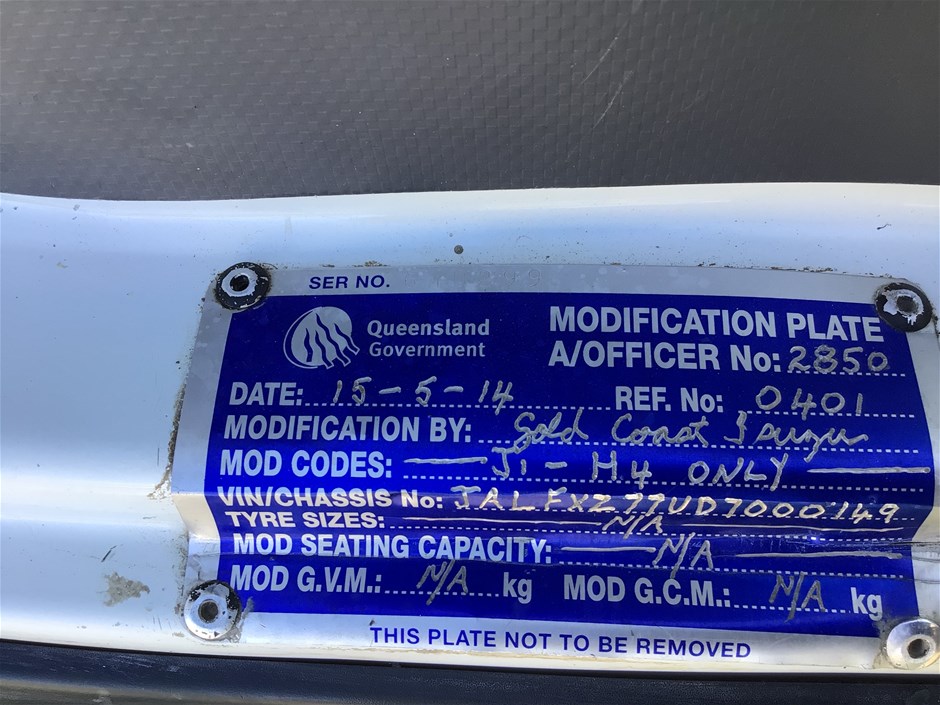 SER NO.
Queensland
Government
MODIFICATION PLATE
A/OFFICER No: 2850
DATE: 15-5-14 REF. No: 0401
MODIFICATION BY: Gold Coast Isuzu
MOD CODES: J1 - H4 ONLY
VIN/CHASSIS No: JALFXZ77UD7000149
TYRE SIZES: N/A
MOD SEATING CAPACITY: N/A
MOD G.V.M.: N/A kg MOD G.C.M.: N/A kg
THIS PLATE NOT TO BE REMOVED